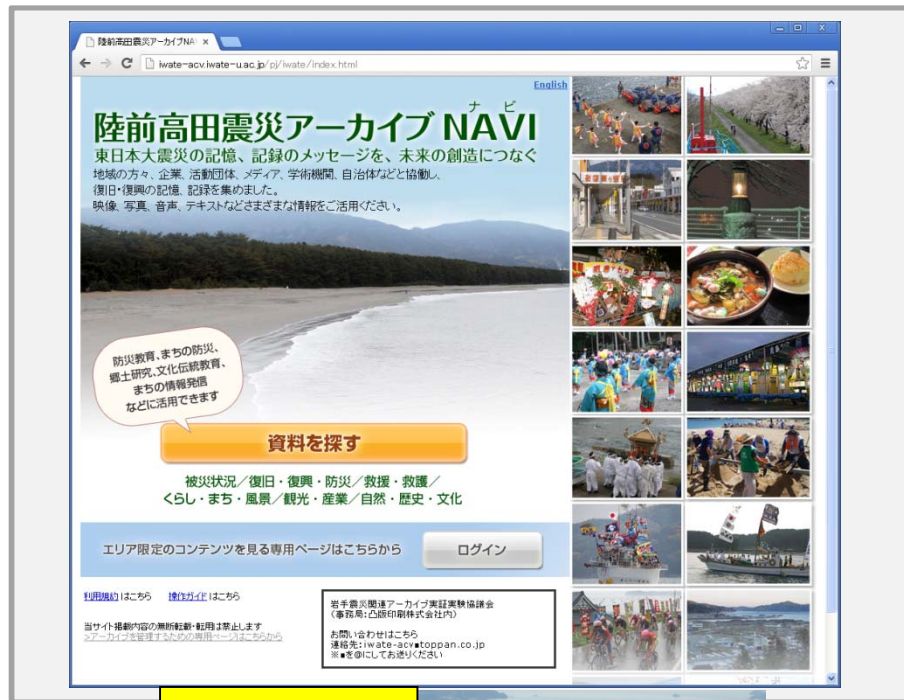 陸前高田震災アーカイブNA
iwate-acv.iwate-u.ac.jp/pj/iwate/index.html
English
ナビ
陸前高田震災アーカイブ NAVI
東日本大震災の記憶、記録のメッセージを、未来の創造につなぐ
地域の方々、企業、活動団体、メディア、学術機関、自治体などと協働し、
復旧・復興の記憶、記録を集めました。
映像、写真、音声、テキストなどさまざまな情報をご活用ください。
防災教育、まちの防災、
郷土研究、文化伝統教育、
まちの情報発信
などに活用できます
資料を探す
被災状況／復旧・復興・防災／救援・救護／
くらし・まち・風景／観光・産業／自然・歴史・文化
エリア限定のコンテンツを見る専用ページはこちらから
ログイン
利用規約はこちら 操作ガイドはこちら
当サイト掲載内容の無断転載・転用は禁止します
>アーカイブを管理するための専用ページはこちらから
岩手震災関連アーカイブ実証実験協議会
（事務局：凸版印刷株式会社内）
お問い合わせはこちら
連絡先：iwate-acv■toppan.co.jp
※■を@にしてお送りください